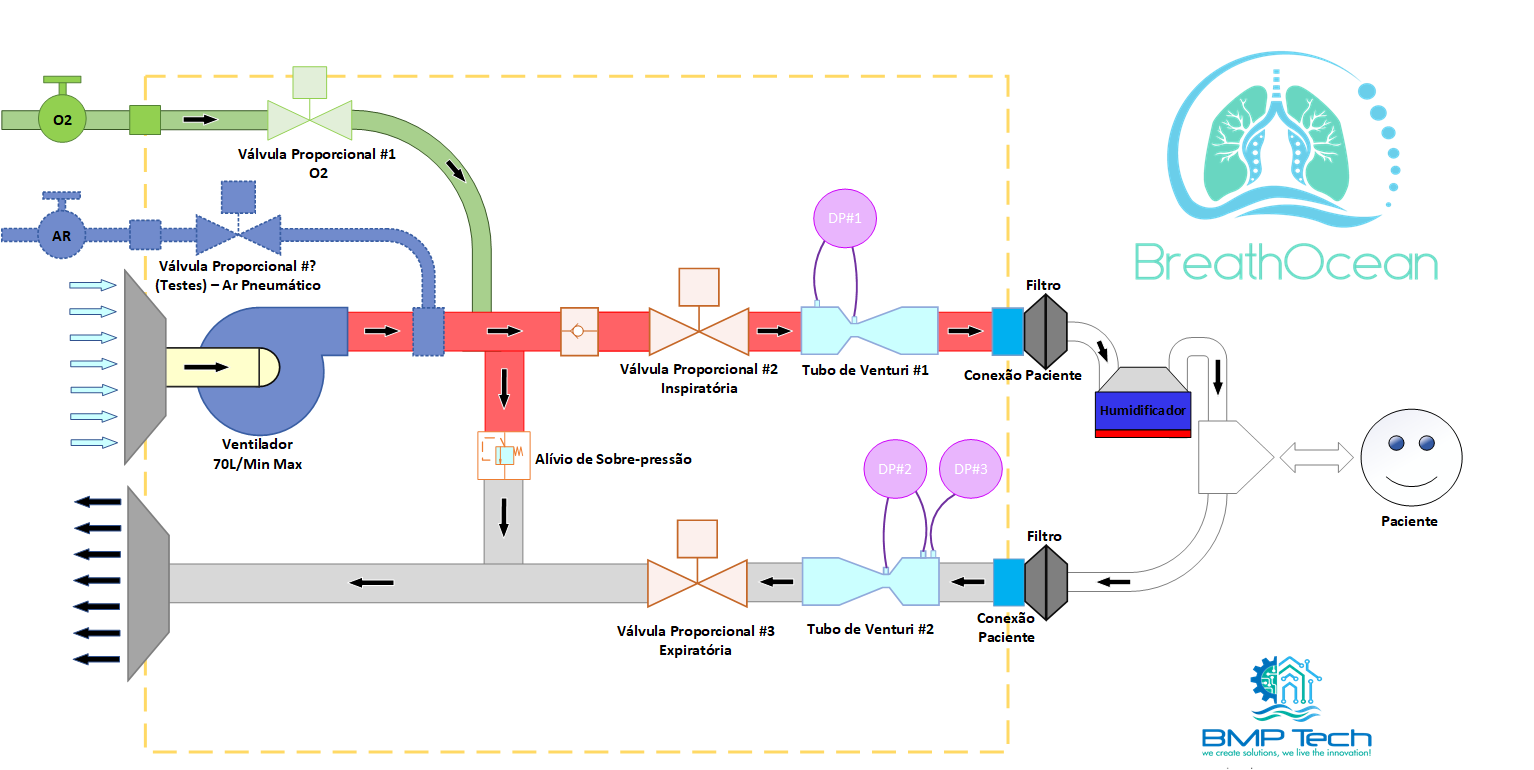 O2
Válvula Proporcional #1
O2
AR
Válvula Proporcional #?
(Testes) – Ar Pneumático
DP#1
BreathOcean
Filtro
Válvula Proporcional #2
Inspiratória
Tubo de Venturi #1
Conexão Paciente
Humidificador
Ventilador
70L/Min Max
Alívio de Sobre-pressão
DP#2
DP#3
Paciente
Filtro
Válvula Proporcional #3
Expiratória
Tubo de Venturi #2
Conexão
Paciente
BMP Tech
we create solutions, we live the innovation!